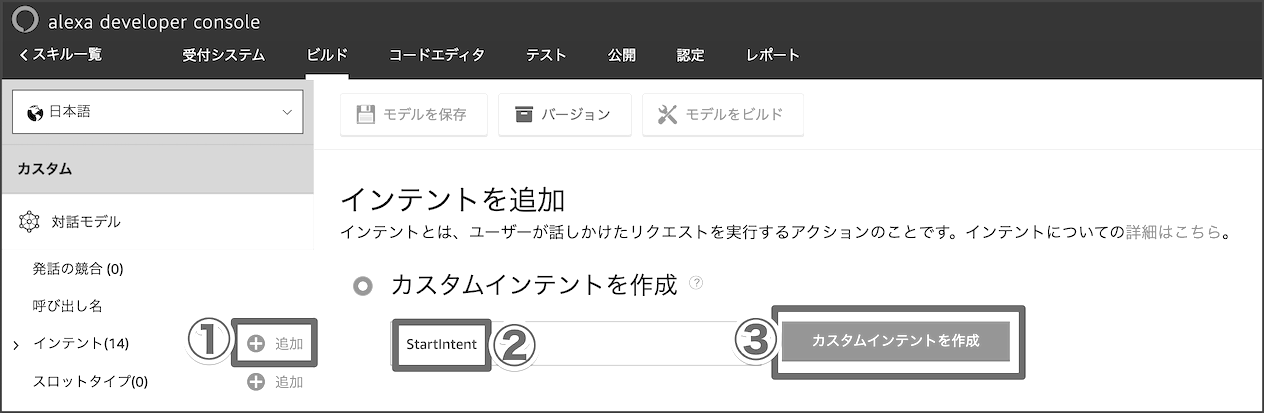 alexa developer console
スキル一覧 受付システム ビルド コードエディタ テスト 公開 認定 レポート
日本語
モデルを保存 バージョン モデルをビルド
カスタム
インテントを追加
対話モデル
インテントとは、ユーザーが話しかけたリクエストを実行するアクションのことです。インテントについての詳細はこちら。
発話の競合 (0)
カスタムインテントを作成 ?
呼び出し名
インテント(14) ① 追加
StartIntent ② ③ カスタムインテントを作成
スロットタイプ(0) 追加